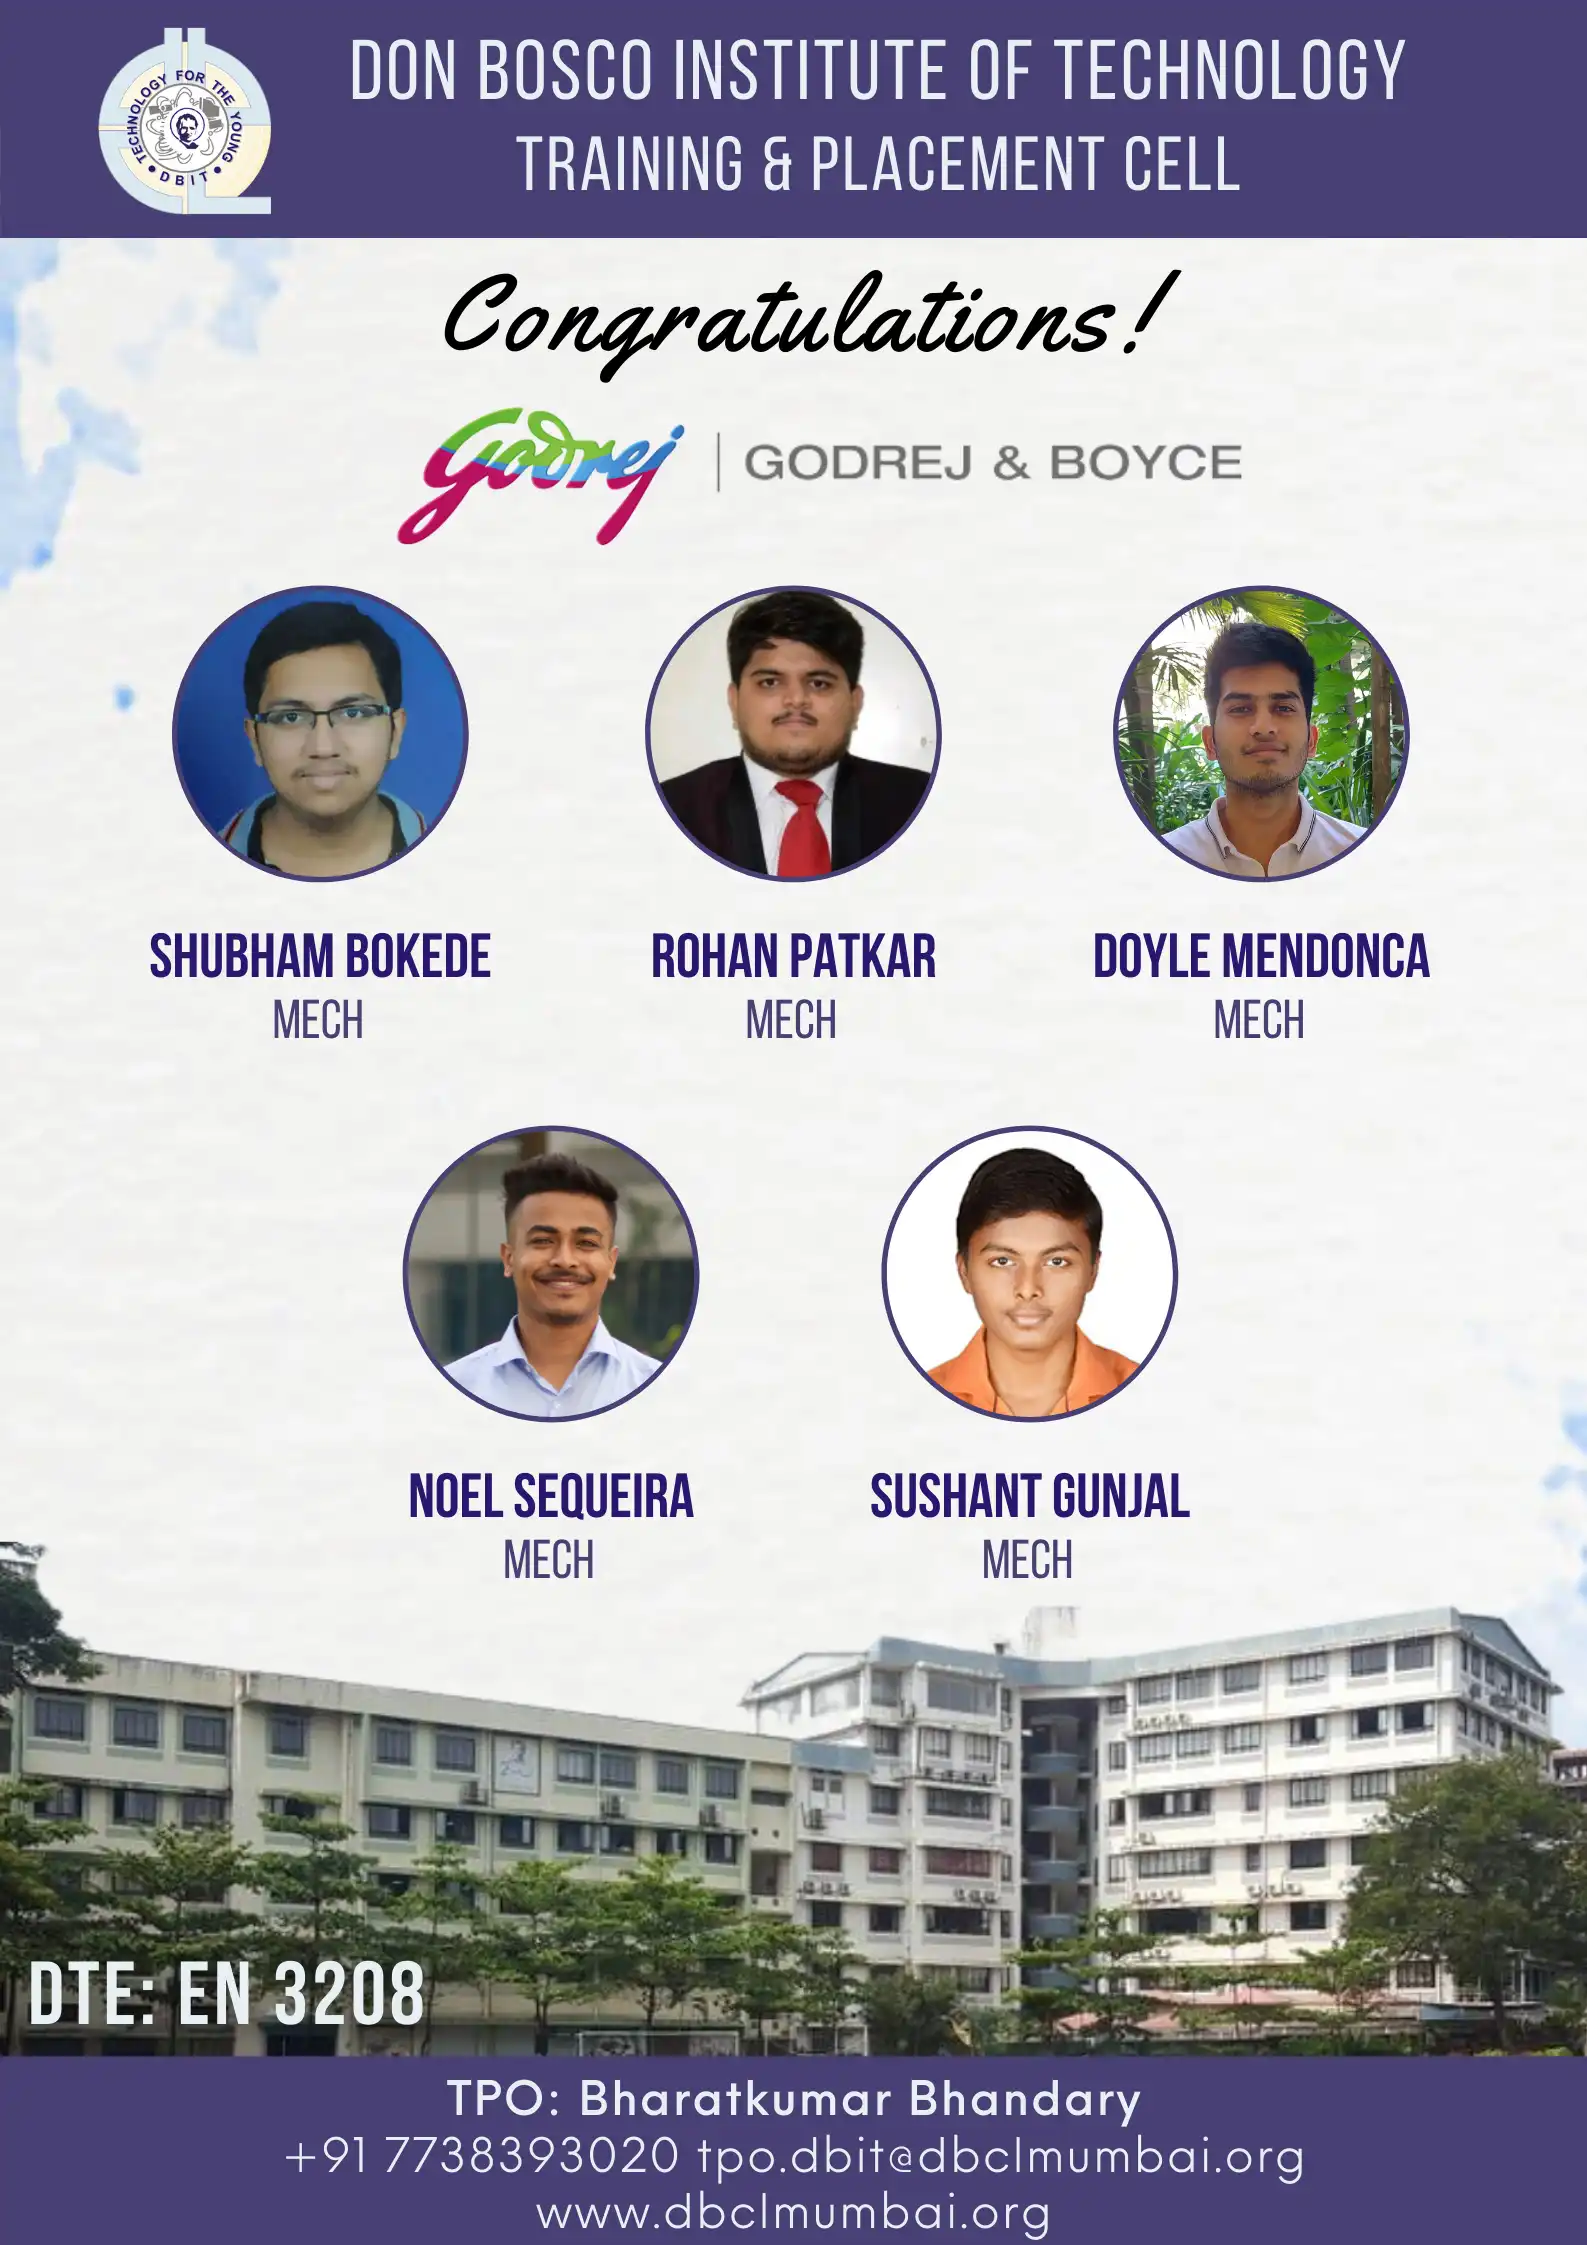 DON BOSCO INSTITUTE OF TECHNOLOGY
TRAINING & PLACEMENT CELL
TECHNOLOGY FOR THE YOUNG
• DBIT •
Congratulations!
Godrej | GODREJ & BOYCE
SHUBHAM BOKEDE
MECH
ROHAN PATKAR
MECH
DOYLE MENDONCA
MECH
NOEL SEQUEIRA
MECH
SUSHANT GUNJAL
MECH
DTE: EN 3208
TPO: Bharatkumar Bhandary
+91 7738393020 tpo.dbit@dbclmumbai.org
www.dbclmumbai.org